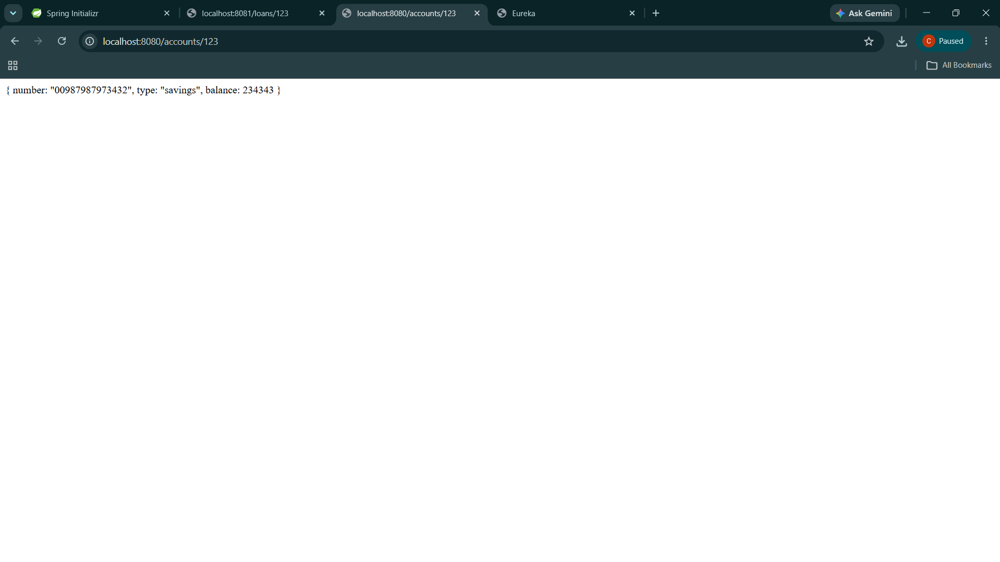 Spring Initializr
localhost:8081/loans/123
localhost:8080/accounts/123
Eureka
Ask Gemini
localhost:8080/accounts/123
C
Paused
All Bookmarks
{ number: "00987987973432", type: "savings", balance: 234343 }